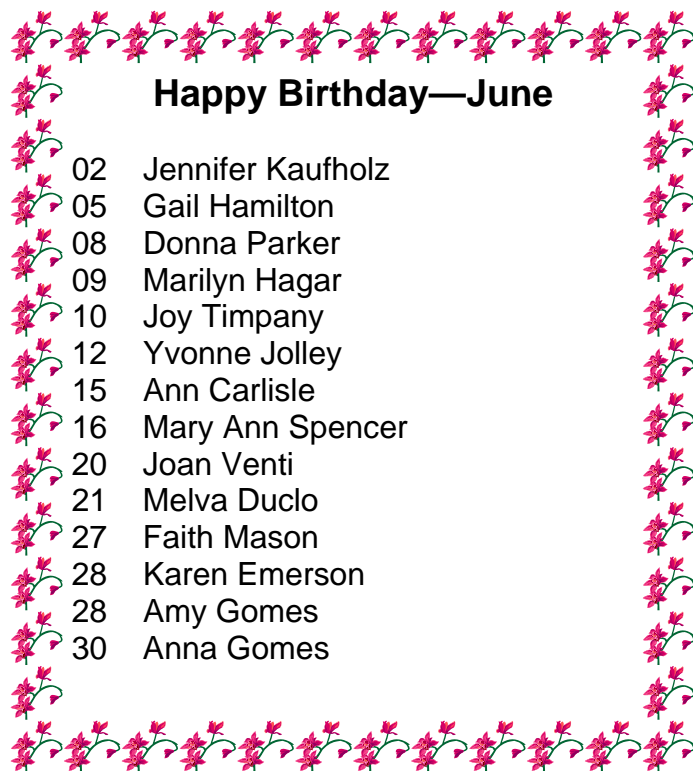 Happy Birthday—June
02 Jennifer Kaufholz
05 Gail Hamilton
08 Donna Parker
09 Marilyn Hagar
10 Joy Timpany
12 Yvonne Jolley
15 Ann Carlisle
16 Mary Ann Spencer
20 Joan Venti
21 Melva Duclo
27 Faith Mason
28 Karen Emerson
28 Amy Gomes
30 Anna Gomes